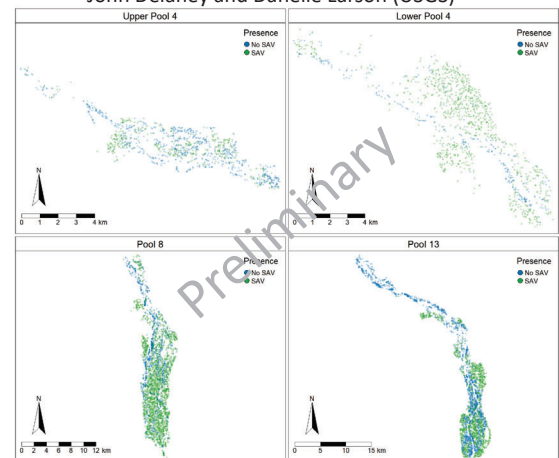 John Delaney and Danelle Larson (USGS)
Upper Pool 4
Lower Pool 4
Presence
No SAV
SAV
Presence
No SAV
SAV
N
0 1 2 3 4 km
N
0 1 2 3 4 km
Preliminary
Pool 8
Pool 13
Presence
No SAV
SAV
Presence
No SAV
SAV
N
0 2 4 6 8 10 12 km
N
0 5 10 15 km